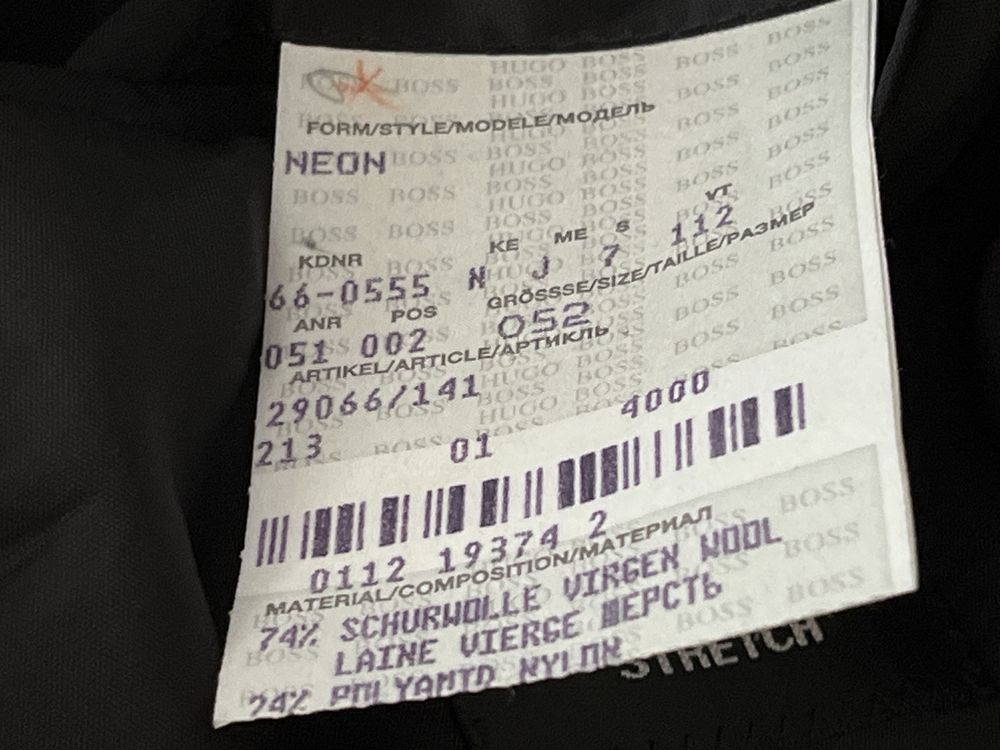 FORM/STYLE/MODELE/МОДЕЛЬ
NEON
KDNR KE ME S VT
66-0555 N J 7 112
ANR POS GRÖSSSE/SIZE/TAILLE/РАЗМЕР
051 002 052
ARTIKEL/ARTICLE/АРТИКЛЬ
29066/141
213 01 4000
0112 19374 2
MATERIAL/COMPOSITION/МАТЕРИАЛ
74% SCHURWOLLE VIRGEN WOOL
LAINE VIERGE ШЕРСТЬ
24% POLYAMID NYLON
STRETCH